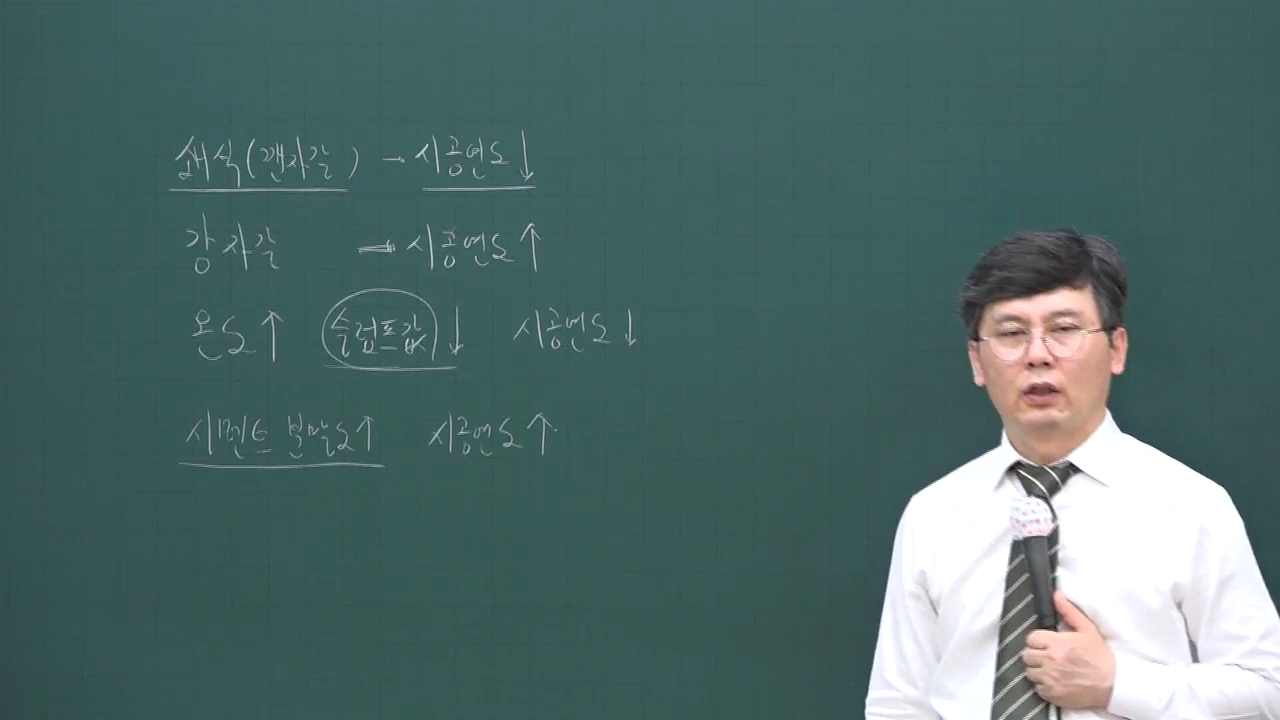 쇄석(깬자갈) → 시공연도↓
강자갈 → 시공연도↑
온도↑ 슬럼프값↓ 시공연도↓
시멘트 분말도↑ 시공연도↑